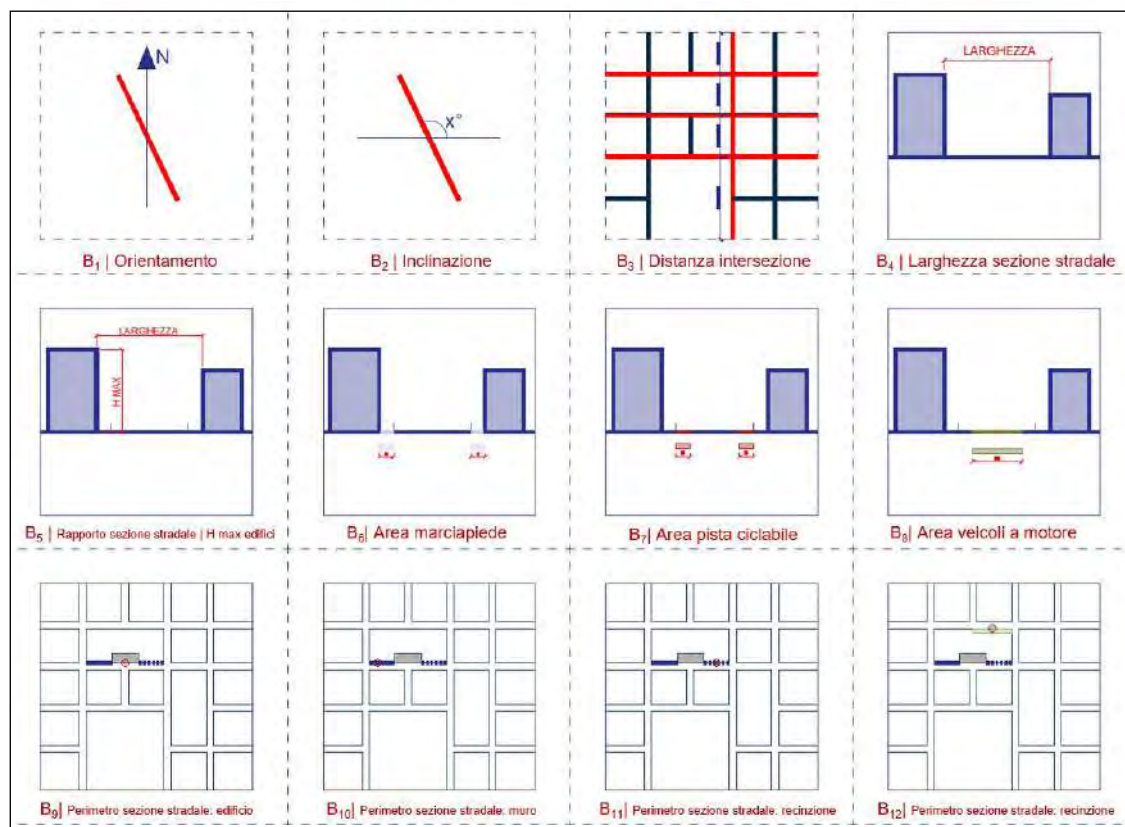 N
B1 | Orientamento
X°
B2 | Inclinazione
B3 | Distanza intersezione
LARGHEZZA
B4 | Larghezza sezione stradale
LARGHEZZA
H MAX
B5 | Rapporto sezione stradale | H max edifici
B6| Area marciapiede
B7| Area pista ciclabile
B8| Area veicoli a motore
B9| Perimetro sezione stradale: edificio
B10| Perimetro sezione stradale: muro
B11| Perimetro sezione stradale: recinzione
B12| Perimetro sezione stradale: recinzione